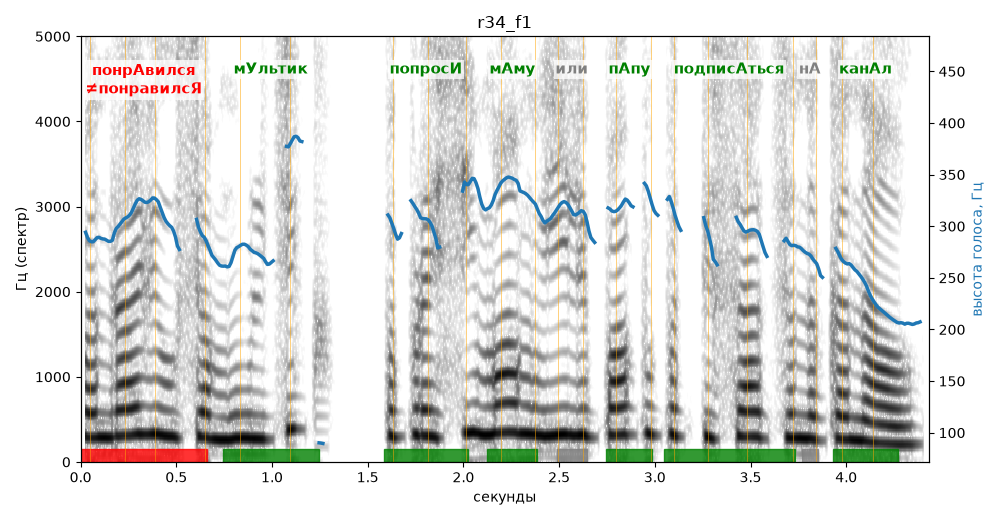 r34_f1
5000
4000
3000
2000
1000
0
Гц (спектр)
понрАвился
≠понравилсЯ
мУльтик
попросИ
мАму
или
пАпу
подписАться
нА
канАл
450
400
350
300
250
200
150
100
высота голоса, Гц
0.0 0.5 1.0 1.5 2.0 2.5 3.0 3.5 4.0
секунды